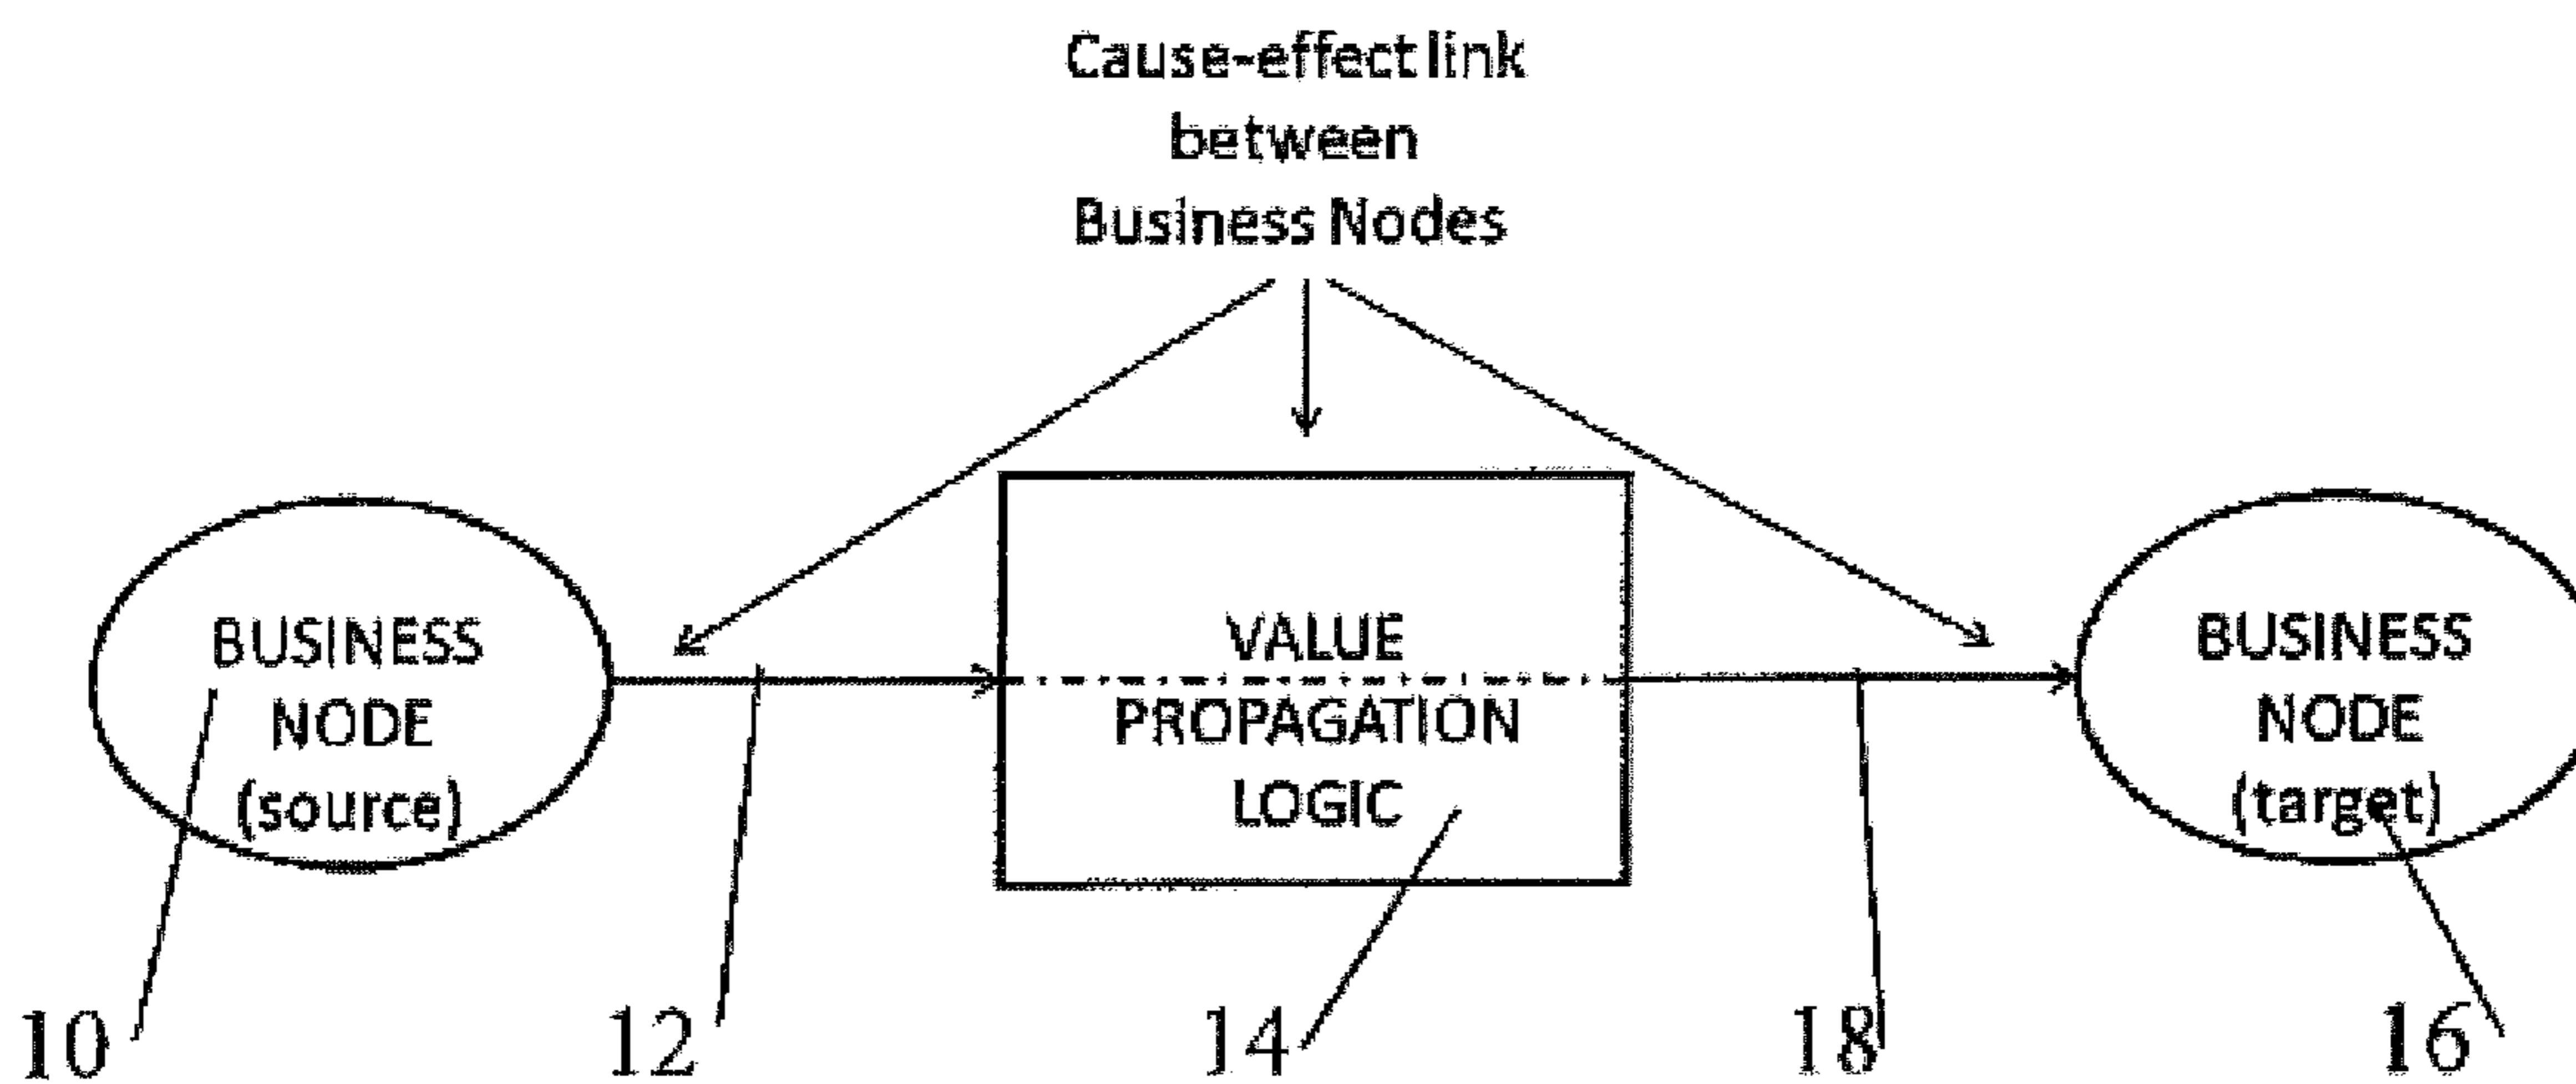 Cause-effect link
between
Business Nodes
BUSINESS
NODE
(source)
VALUE
PROPAGATION
LOGIC
BUSINESS
NODE
(target)
10
12
14
18
16